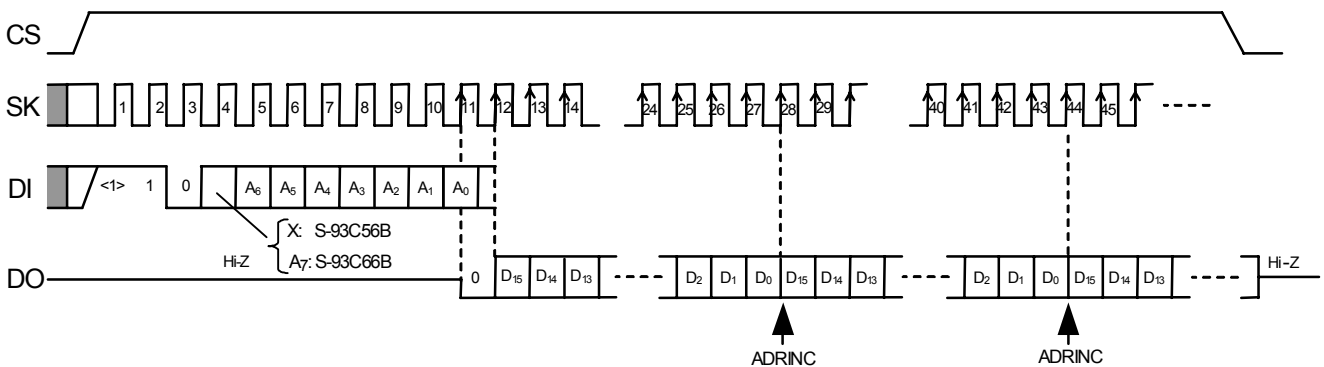 CS
SK 1 2 3 4 5 6 7 8 9 10 11 12 13 14 24 25 26 27 28 29 40 41 42 43 44 45
DI <1> 1 0 A6 A5 A4 A3 A2 A1 A0
X: S-93C56B
A7: S-93C66B
Hi-Z
DO 0 D15 D14 D13 D2 D1 D0 D15 D14 D13 D2 D1 D0 D15 D14 D13 Hi-Z
ADRINC ADRINC